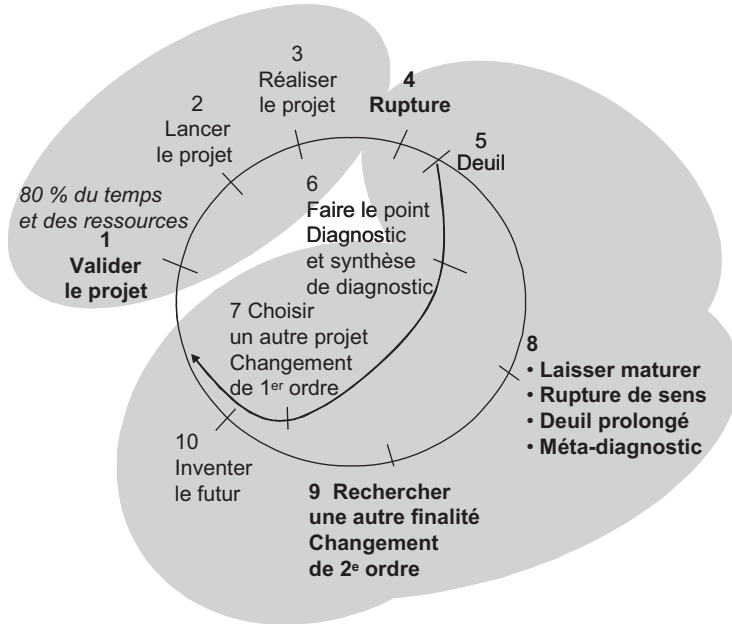 1
Valider
le projet
80 % du temps
et des ressources
2
Lancer
le projet
3
Réaliser
le projet
4
Rupture
5
Deuil
6
Faire le point
Diagnostic
et synthèse
de diagnostic
7 Choisir
un autre projet
Changement
de 1er ordre
8
• Laisser maturer
• Rupture de sens
• Deuil prolongé
• Méta-diagnostic
9 Rechercher
une autre finalité
Changement
de 2e ordre
10
Inventer
le futur